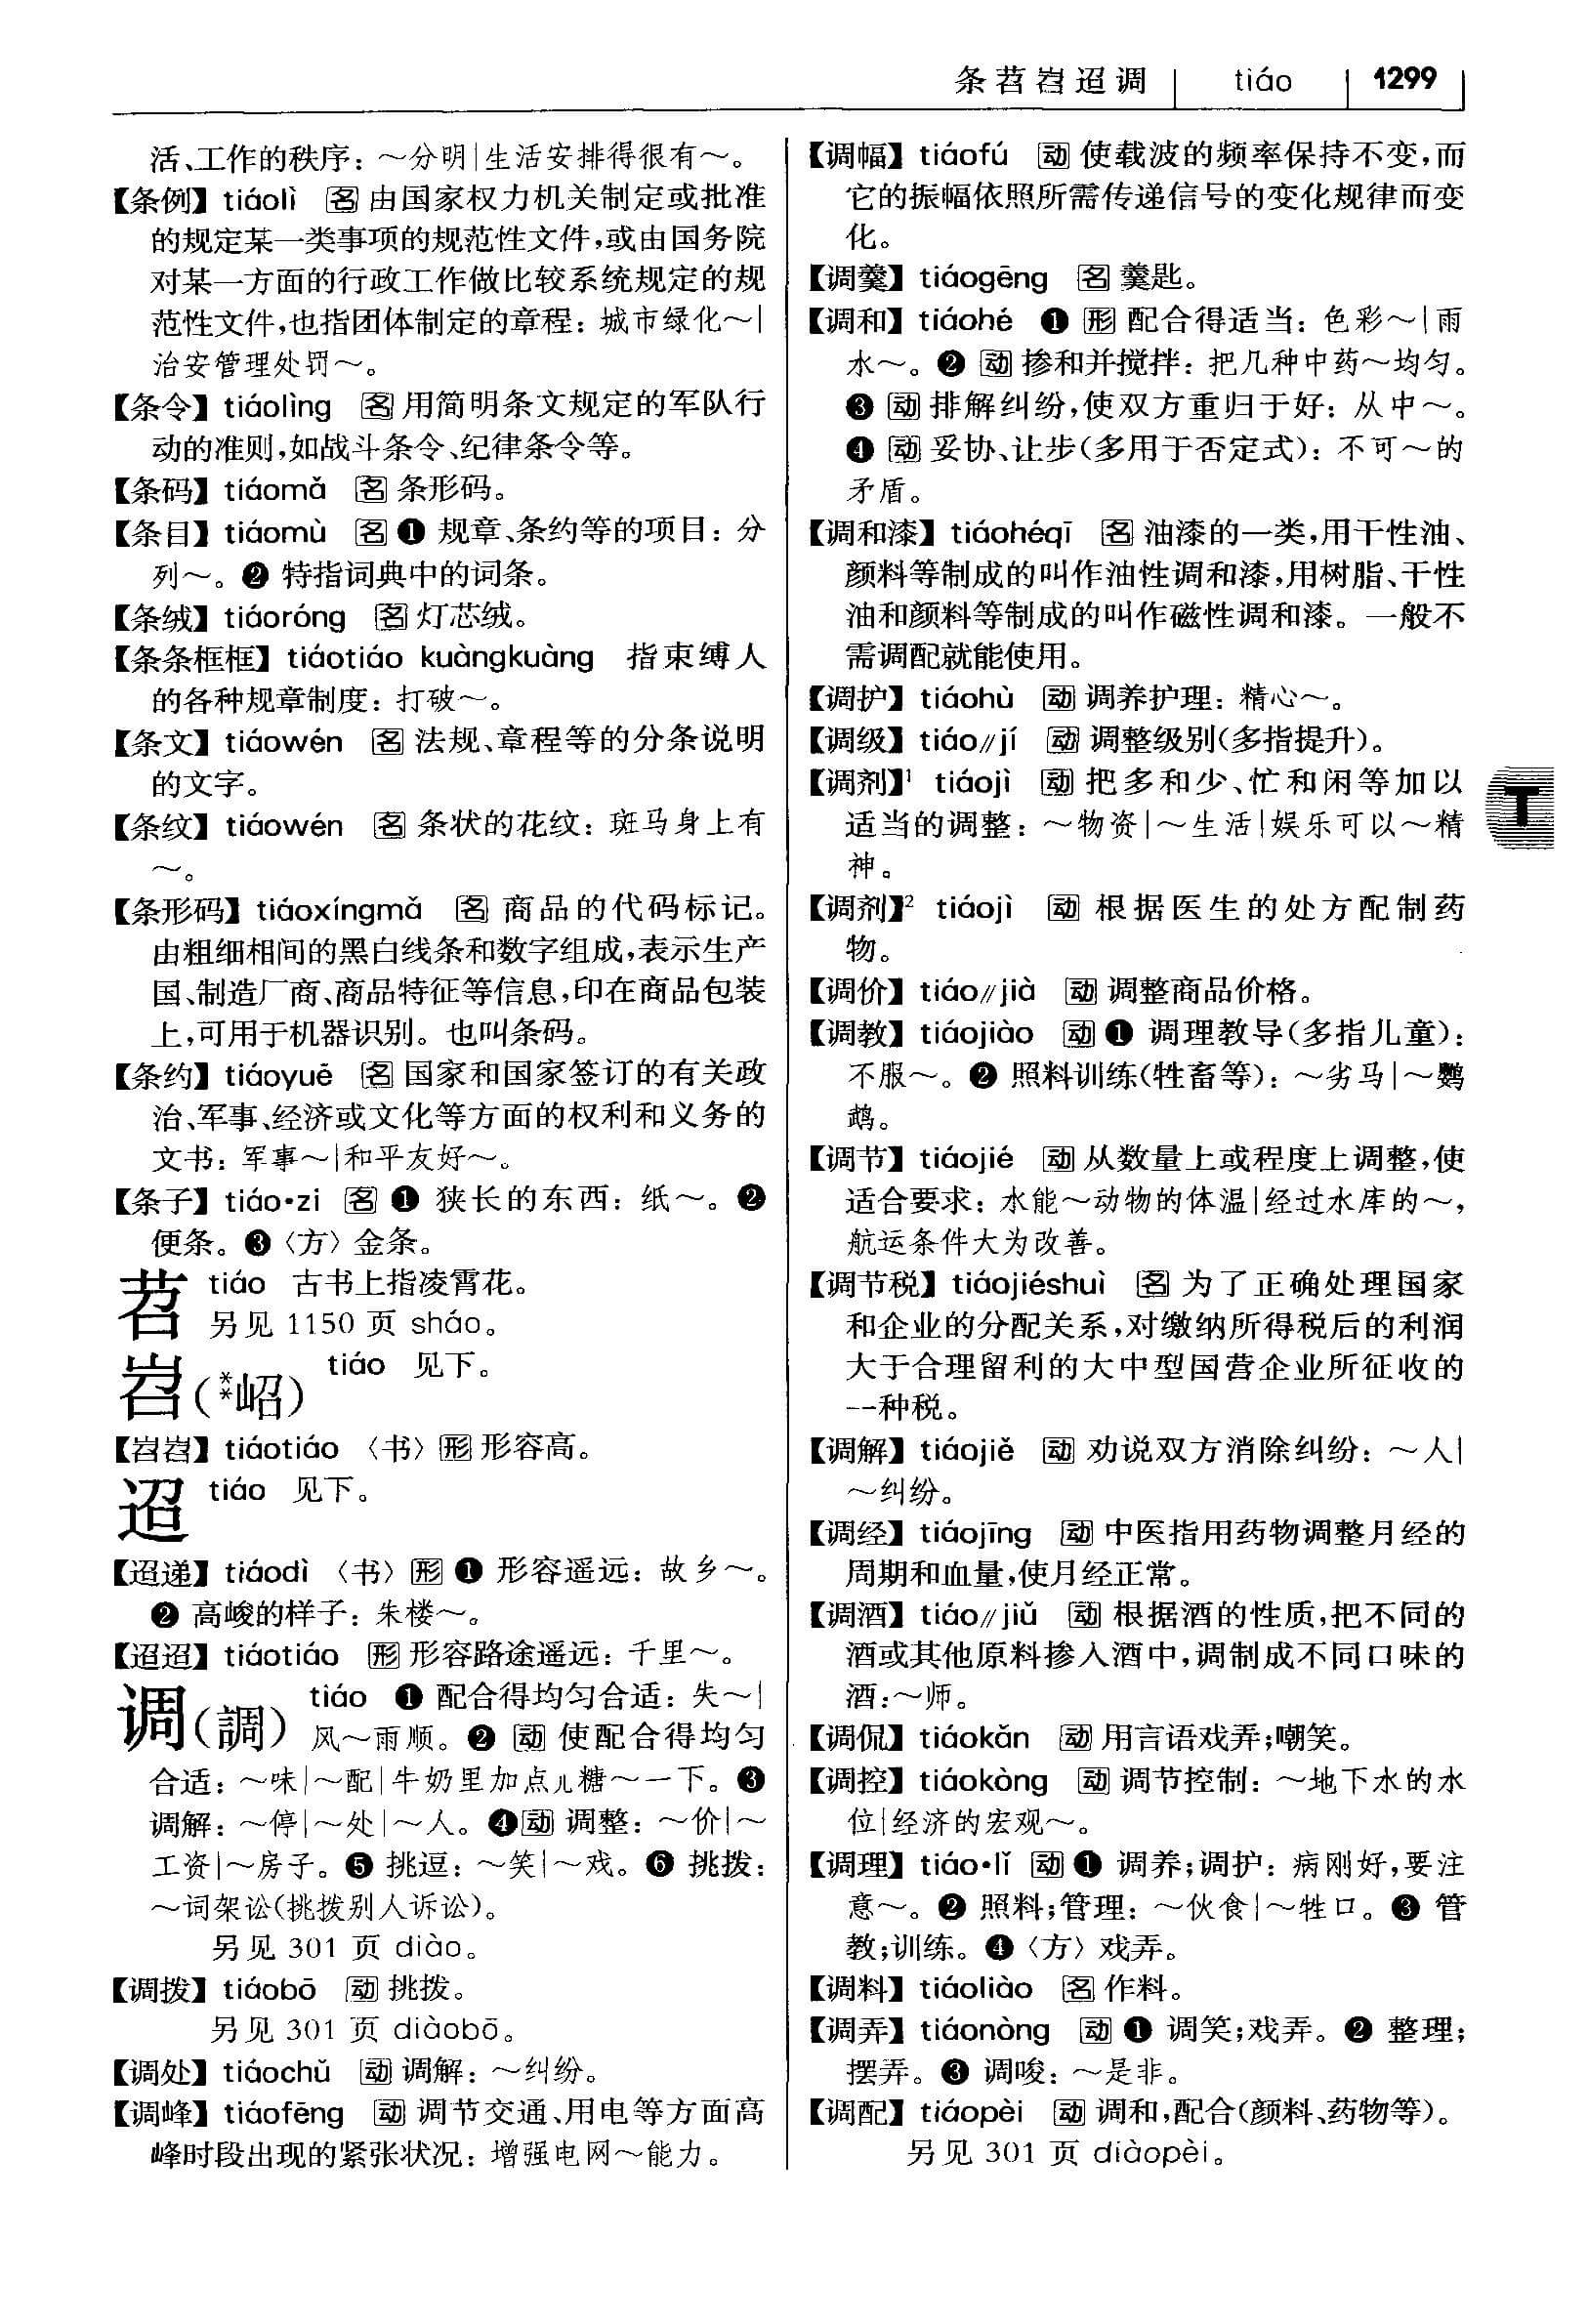 条苕岧迢调 tiáo 1299
活、工作的秩序：～分明|生活安排得很有～。
【条例】tiáolì 名 由国家权力机关制定或批准
的规定某一类事项的规范性文件，或由国务院
对某一方面的行政工作做比较系统规定的规
范性文件，也指团体制定的章程：城市绿化～|
治安管理处罚～。
【条令】tiáolìng 名 用简明条文规定的军队行
动的准则，如战斗条令、纪律条令等。
【条码】tiáomǎ 名 条形码。
【条目】tiáomù 名 ❶ 规章、条约等的项目：分
列～。❷ 特指词典中的词条。
【条绒】tiáoróng 名 灯芯绒。
【条条框框】tiáotiáo kuàngkuàng 指束缚人
的各种规章制度：打破～。
【条文】tiáowén 名 法规、章程等的分条说明
的文字。
【条纹】tiáowén 名 条状的花纹：斑马身上有
～。
【条形码】tiáoxíngmǎ 名 商品的代码标记。
由粗细相间的黑白线条和数字组成，表示生产
国、制造厂商、商品特征等信息，印在商品包装
上，可用于机器识别。也叫条码。
【条约】tiáoyuē 名 国家和国家签订的有关政
治、军事、经济或文化等方面的权利和义务的
文书：军事～|和平友好～。
【条子】tiáo·zi 名 ❶ 狭长的东西：纸～。❷
便条。❸〈方〉金条。
苕 tiáo 古书上指凌霄花。
另见 1150 页 sháo。
岧(**岹) tiáo 见下。
【岧岧】tiáotiáo〈书〉形 形容高。
迢 tiáo 见下。
【迢递】tiáodì〈书〉形 ❶ 形容遥远：故乡～。
❷ 高峻的样子：朱楼～。
【迢迢】tiáotiáo 形 形容路途遥远：千里～。
调(調) tiáo ❶ 配合得均匀合适：失～|
风～雨顺。❷ 动 使配合得均匀
合适：～味|～配|牛奶里加点儿糖～一下。❸
调解：～停|～处|～人。❹动 调整：～价|～
工资|～房子。❺ 挑逗：～笑|～戏。❻ 挑拨：
～词架讼(挑拨别人诉讼)。
另见 301 页 diào。
【调拨】tiáobō 动 挑拨。
另见 301 页 diàobō。
【调处】tiáochǔ 动 调解：～纠纷。
【调峰】tiáofēng 动 调节交通、用电等方面高
峰时段出现的紧张状况：增强电网～能力。
【调幅】tiáofú 动 使载波的频率保持不变，而
它的振幅依照所需传递信号的变化规律而变
化。
【调羹】tiáogēng 名 羹匙。
【调和】tiáohé ❶ 形 配合得适当：色彩～|雨
水～。❷ 动 掺和并搅拌：把几种中药～均匀。
❸ 动 排解纠纷，使双方重归于好：从中～。
❹ 动 妥协、让步(多用于否定式)：不可～的
矛盾。
【调和漆】tiáohéqī 名 油漆的一类，用干性油、
颜料等制成的叫作油性调和漆，用树脂、干性
油和颜料等制成的叫作磁性调和漆。一般不
需调配就能使用。
【调护】tiáohù 动 调养护理：精心～。
【调级】tiáo∥jí 动 调整级别(多指提升)。
【调剂】¹ tiáojì 动 把多和少、忙和闲等加以
适当的调整：～物资|～生活|娱乐可以～精
神。
【调剂】² tiáojì 动 根据医生的处方配制药
物。
【调价】tiáo∥jià 动 调整商品价格。
【调教】tiáojiào 动 ❶ 调理教导(多指儿童)：
不服～。❷ 照料训练(牲畜等)：～劣马|～鹦
鹉。
【调节】tiáojié 动 从数量上或程度上调整，使
适合要求：水能～动物的体温|经过水库的～，
航运条件大为改善。
【调节税】tiáojiéshuì 名 为了正确处理国家
和企业的分配关系，对缴纳所得税后的利润
大于合理留利的大中型国营企业所征收的
一种税。
【调解】tiáojiě 动 劝说双方消除纠纷：～人|
～纠纷。
【调经】tiáojīng 动 中医指用药物调整月经的
周期和血量，使月经正常。
【调酒】tiáo∥jiǔ 动 根据酒的性质，把不同的
酒或其他原料掺入酒中，调制成不同口味的
酒：～师。
【调侃】tiáokǎn 动 用言语戏弄；嘲笑。
【调控】tiáokòng 动 调节控制：～地下水的水
位|经济的宏观～。
【调理】tiáo·lǐ 动 ❶ 调养；调护：病刚好，要注
意～。❷ 照料；管理：～伙食|～牲口。❸ 管
教；训练。❹〈方〉戏弄。
【调料】tiáoliào 名 作料。
【调弄】tiáonòng 动 ❶ 调笑；戏弄。❷ 整理；
摆弄。❸ 调唆：～是非。
【调配】tiáopèi 动 调和，配合(颜料、药物等)。
另见 301 页 diàopèi。
T